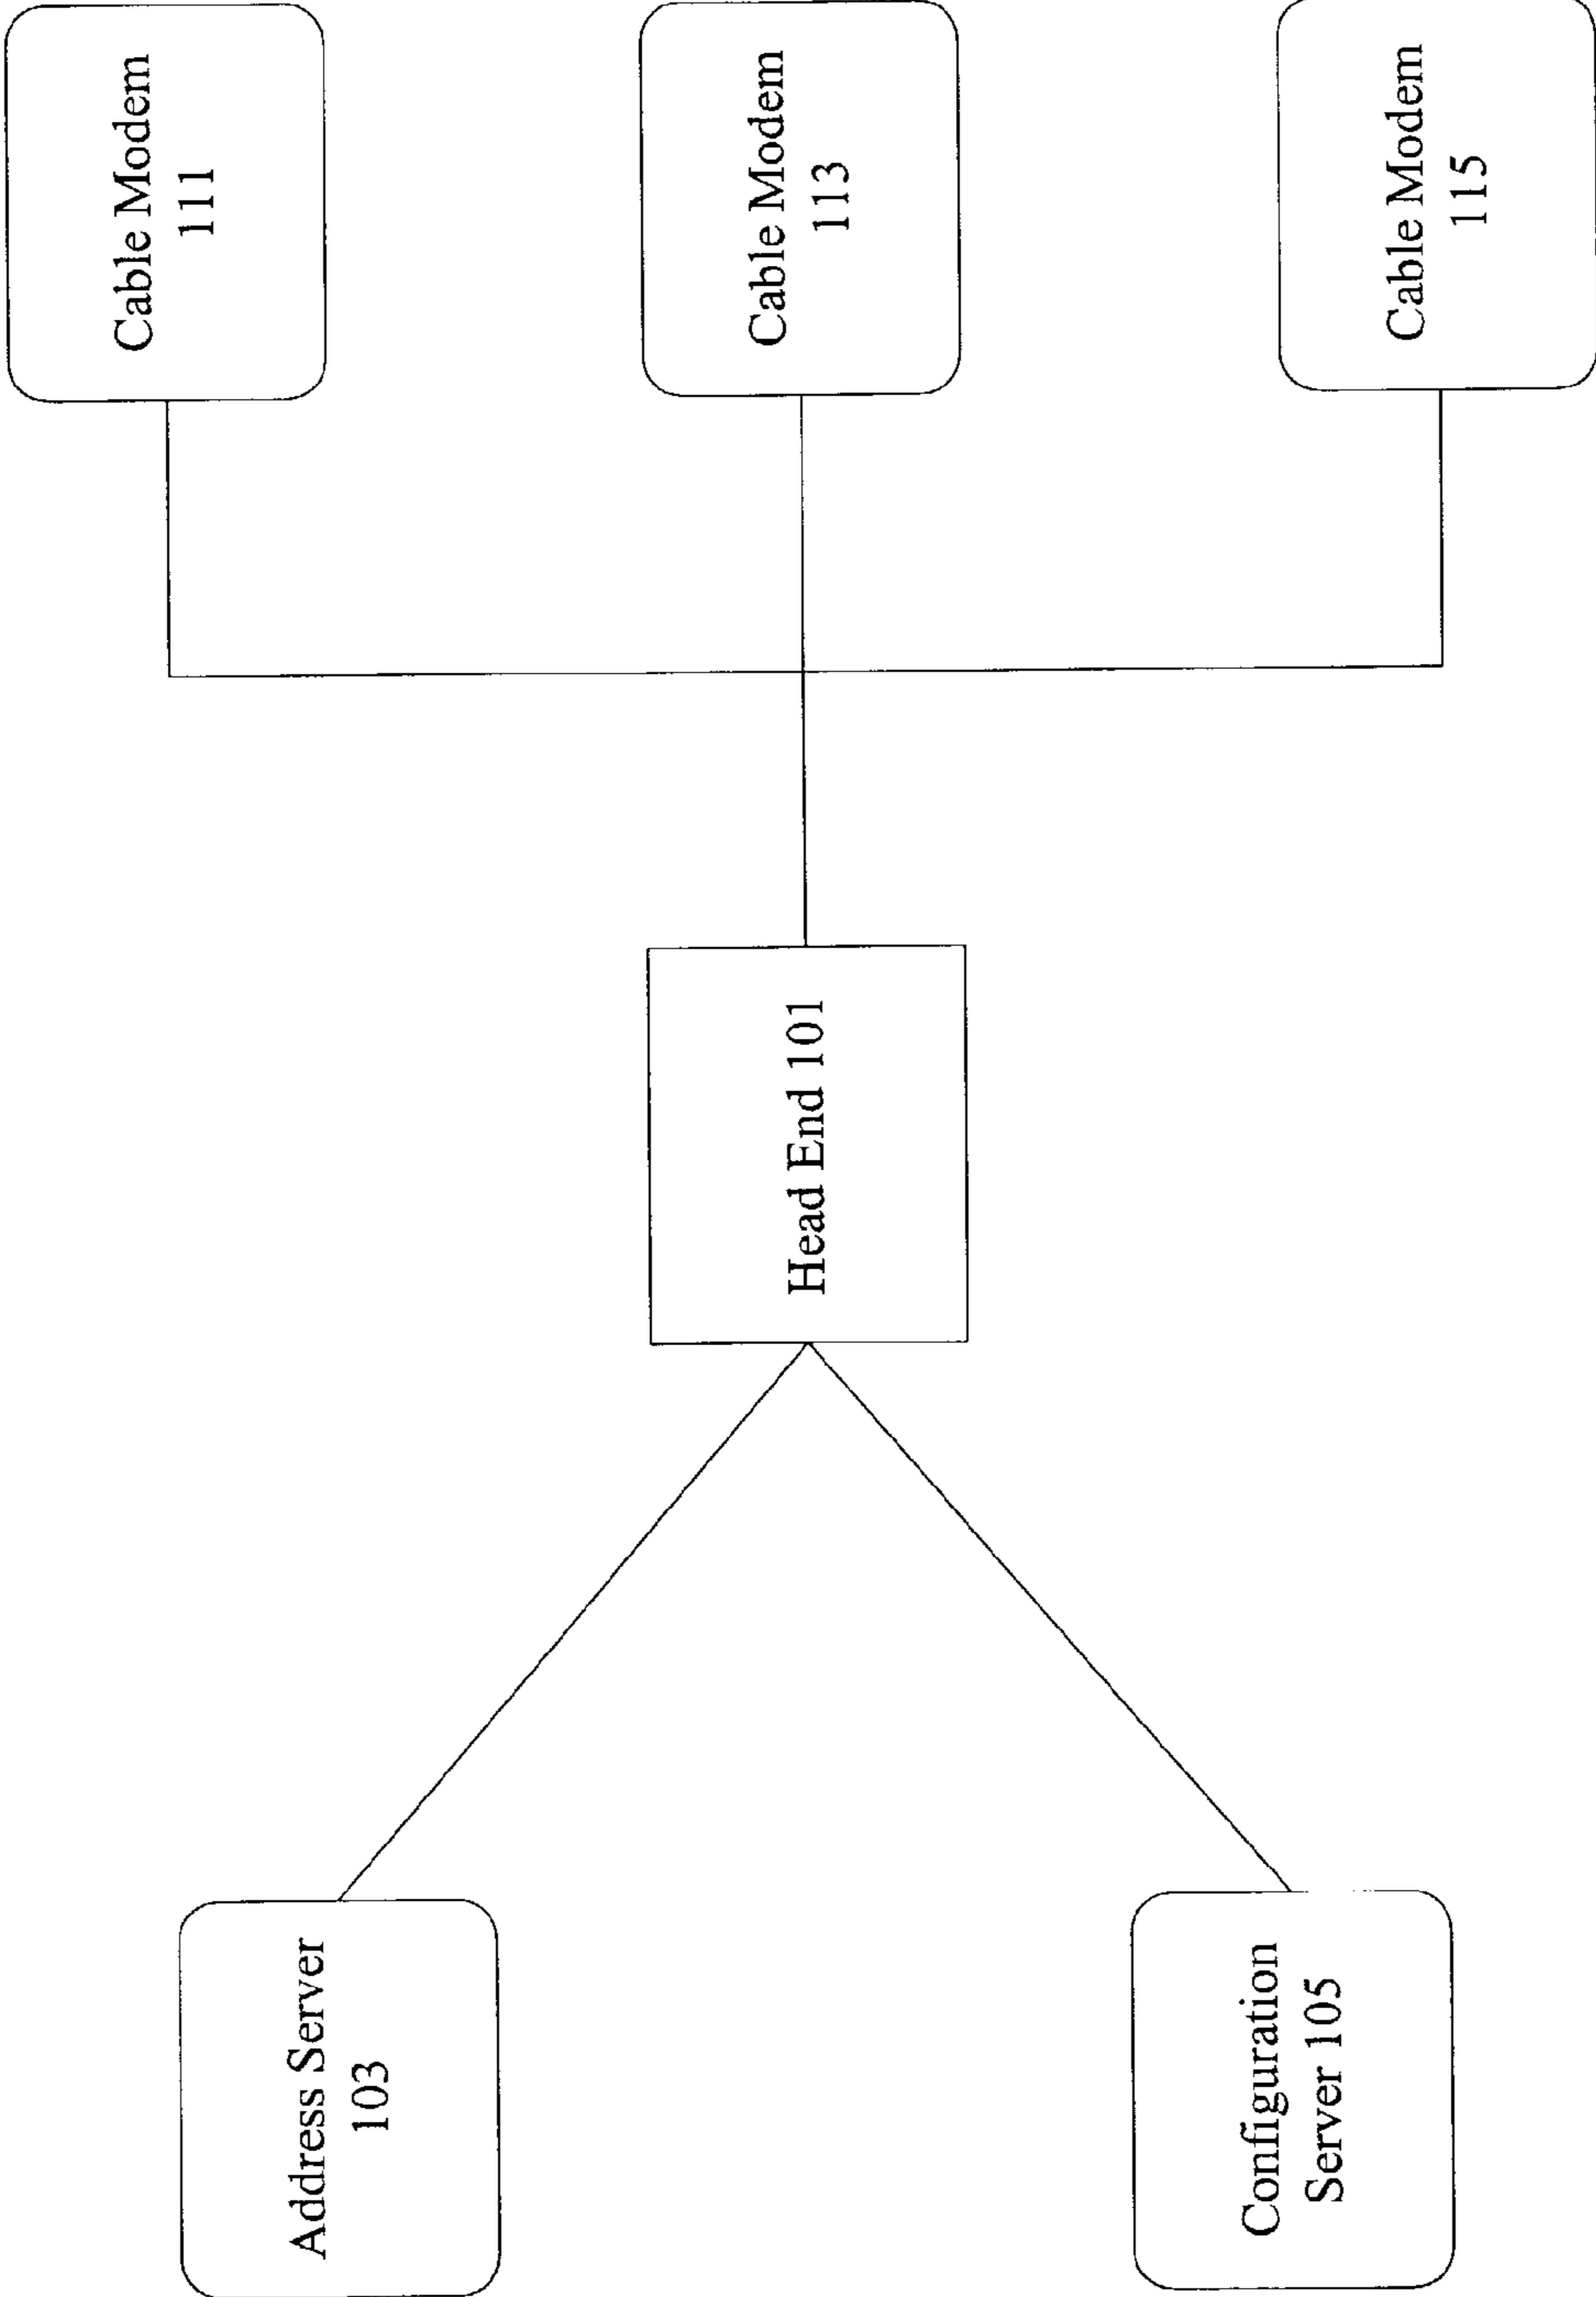 Address Server
103
Configuration
Server 105
Head End 101
Cable Modem
111
Cable Modem
113
Cable Modem
115